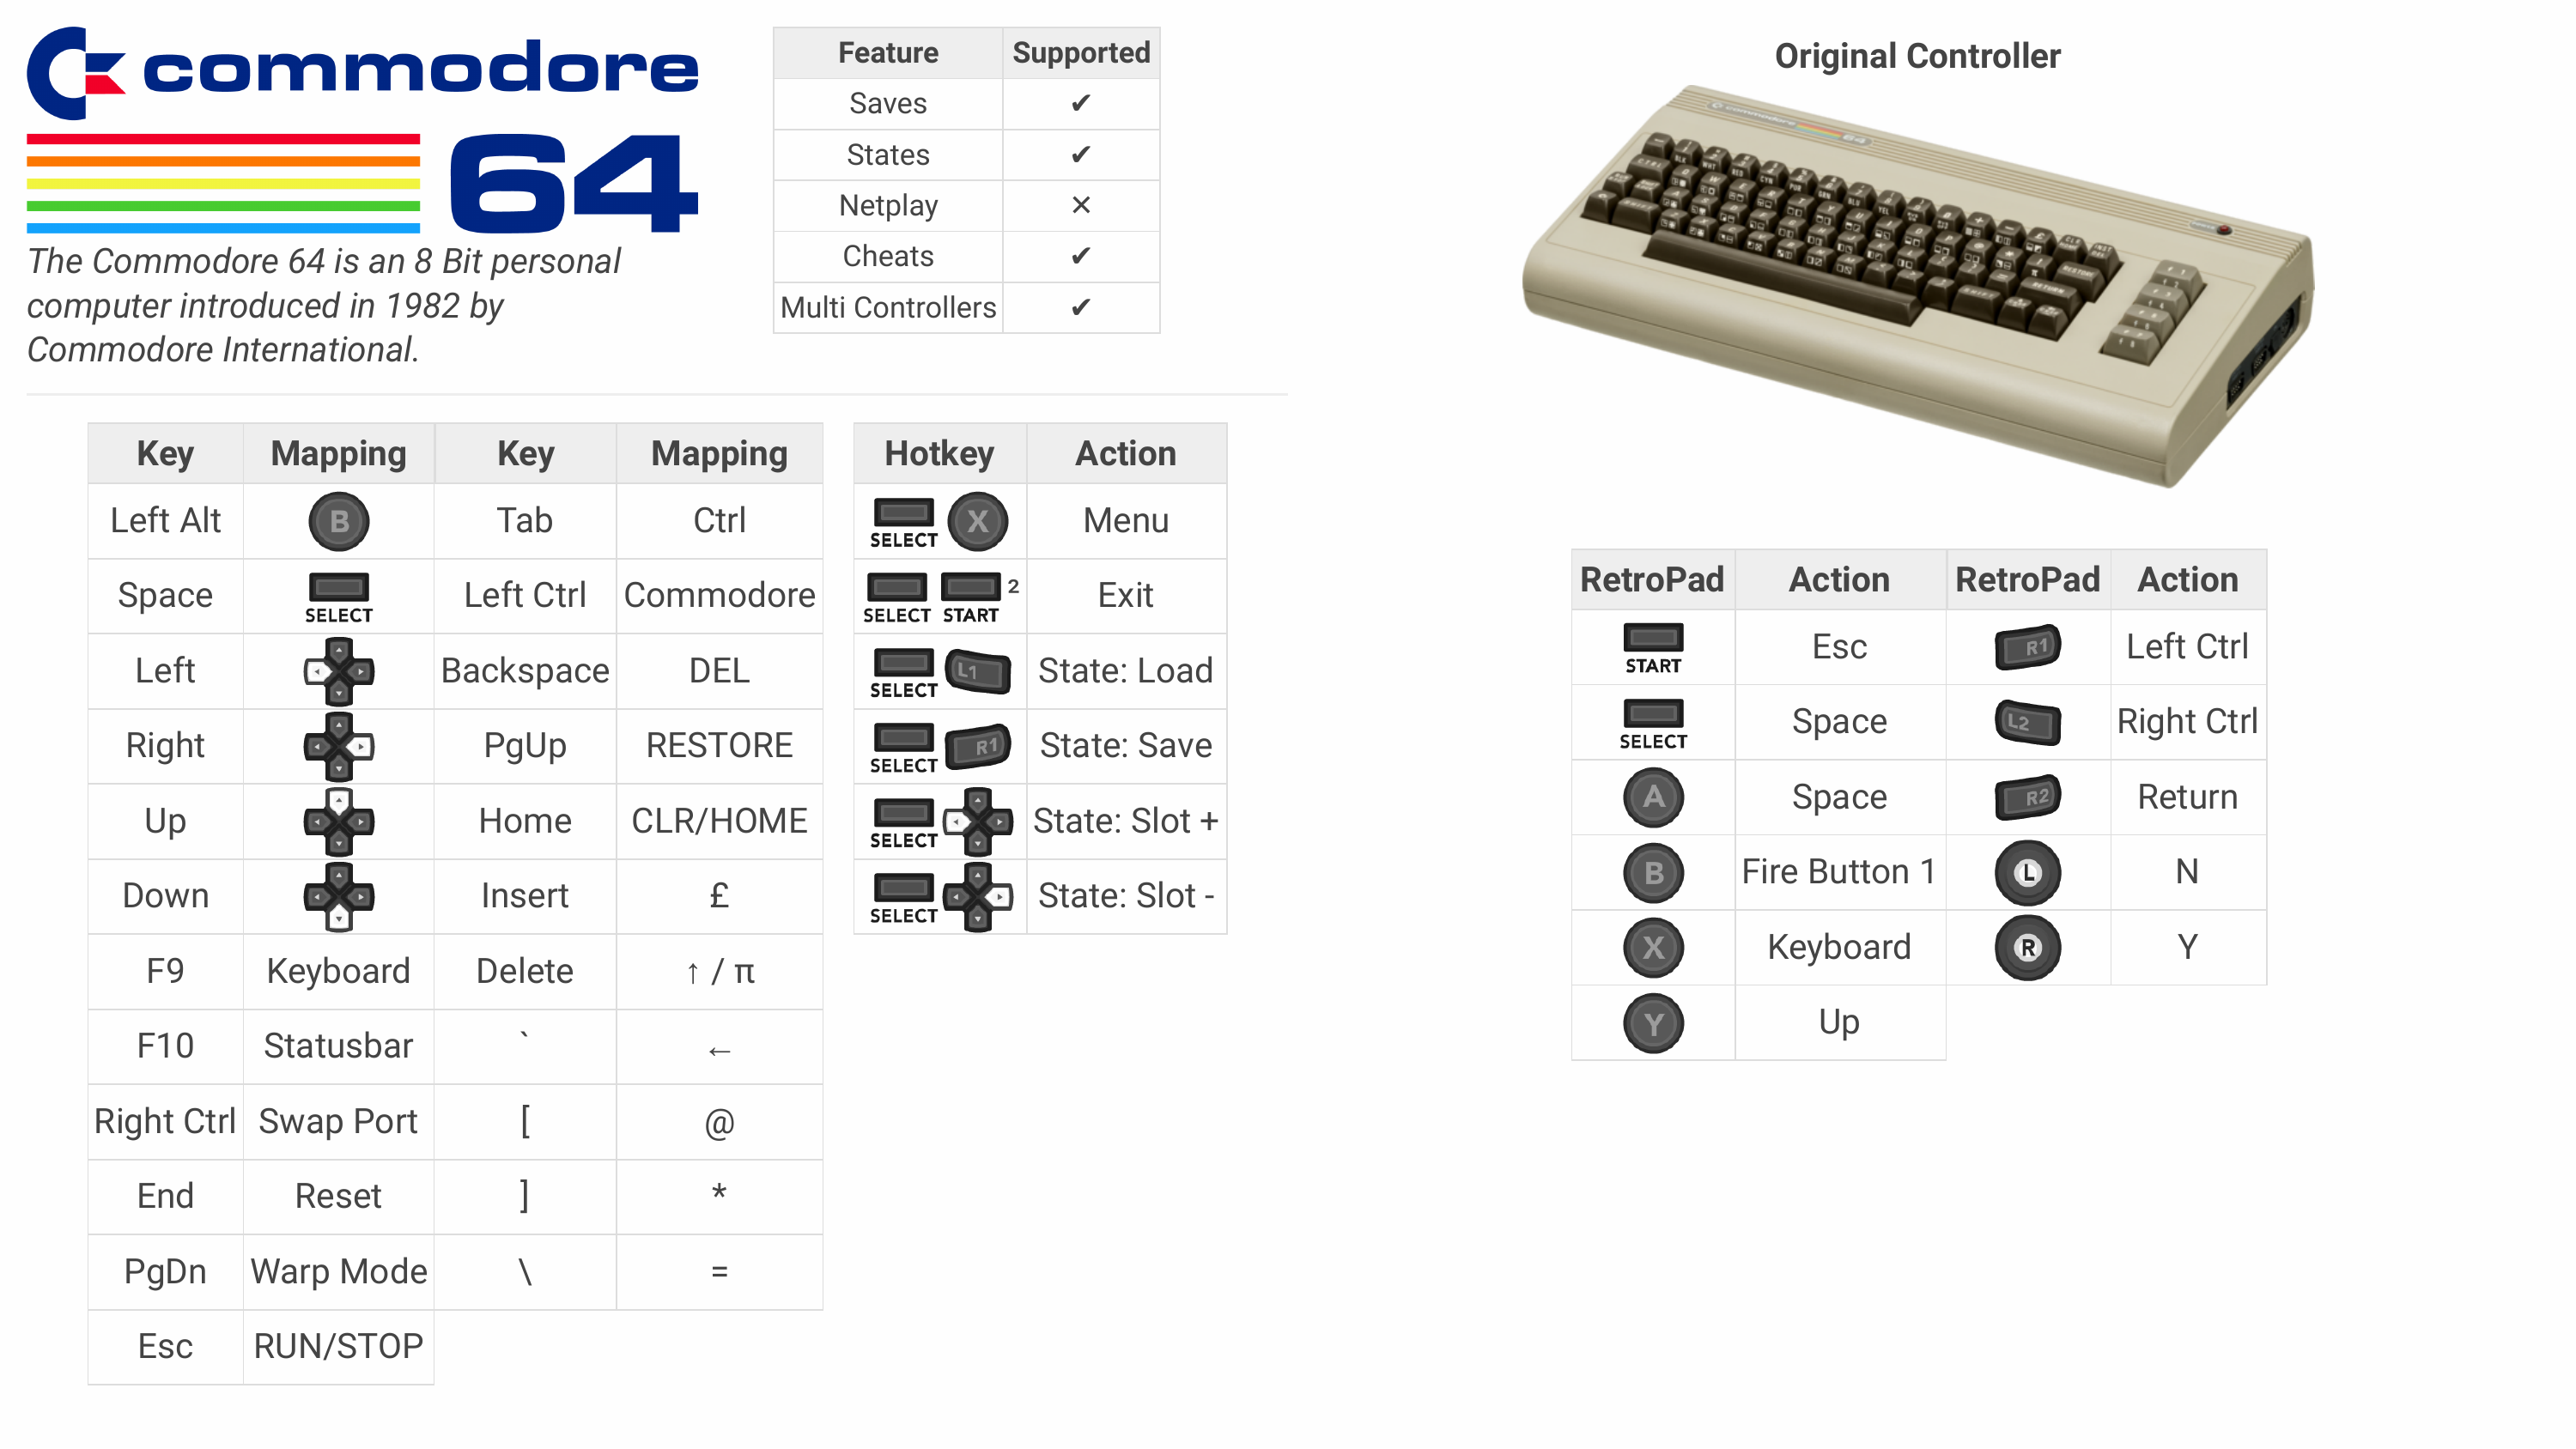 commodore
64
The Commodore 64 is an 8 Bit personal
computer introduced in 1982 by
Commodore International.
Feature Supported
Saves ✔
States ✔
Netplay ✕
Cheats ✔
Multi Controllers ✔
Key Mapping Key Mapping
Left Alt B Tab Ctrl
Space SELECT Left Ctrl Commodore
Left Backspace DEL
Right PgUp RESTORE
Up Home CLR/HOME
Down Insert £
F9 Keyboard Delete ↑ / π
F10 Statusbar ` ←
Right Ctrl Swap Port [ @
End Reset ] *
PgDn Warp Mode \ =
Esc RUN/STOP
Hotkey Action
SELECT X Menu
SELECT START 2 Exit
SELECT L1 State: Load
SELECT R1 State: Save
SELECT State: Slot +
SELECT State: Slot -
Original Controller
commodore 64
RetroPad Action RetroPad Action
START Esc R1 Left Ctrl
SELECT Space L2 Right Ctrl
A Space R2 Return
B Fire Button 1 L N
X Keyboard R Y
Y Up